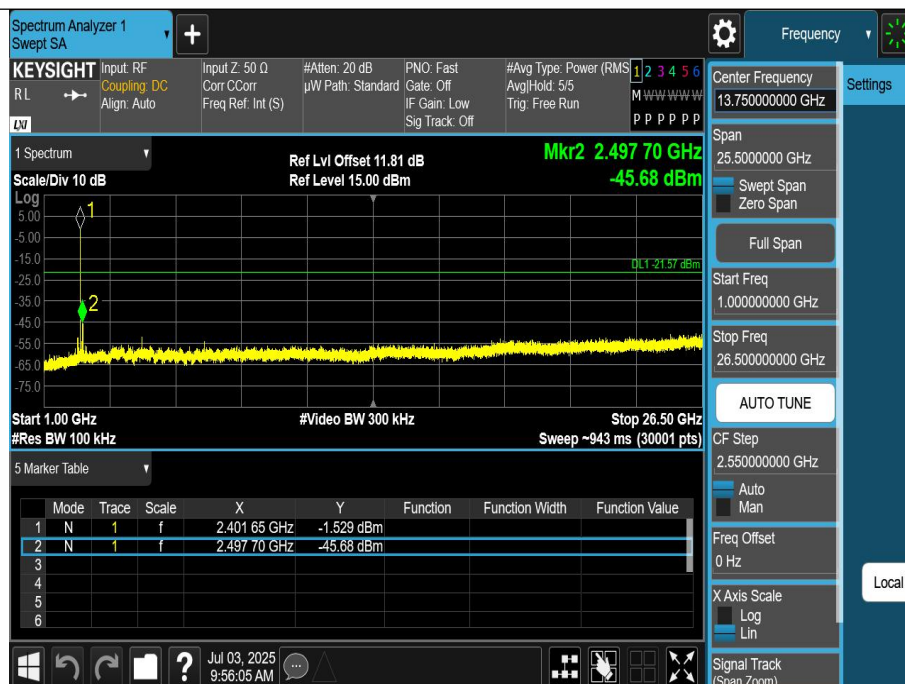 Spectrum Analyzer 1
Swept SA
+
Frequency
KEYSIGHT
RL
LXI
Input: RF
Coupling: DC
Align: Auto
Input Z: 50 Ω
Corr CCorr
Freq Ref: Int (S)
#Atten: 20 dB
µW Path: Standard
PNO: Fast
Gate: Off
IF Gain: Low
Sig Track: Off
#Avg Type: Power (RMS
Avg|Hold: 5/5
Trig: Free Run
1 2 3 4 5 6
M W W W W W
P P P P P P
Center Frequency
13.750000000 GHz
Settings
1 Spectrum
Scale/Div 10 dB
Ref Lvl Offset 11.81 dB
Ref Level 15.00 dBm
Mkr2 2.497 70 GHz
-45.68 dBm
Log
5.00
-5.00
-15.0
-25.0
-35.0
-45.0
-55.0
-65.0
-75.0
1
2
DL1 -21.57 dBm
Start 1.00 GHz
#Res BW 100 kHz
#Video BW 300 kHz
Stop 26.50 GHz
Sweep ~943 ms (30001 pts)
Span
25.5000000 GHz
Swept Span
Zero Span
Full Span
Start Freq
1.000000000 GHz
Stop Freq
26.500000000 GHz
AUTO TUNE
CF Step
2.550000000 GHz
Auto
Man
Freq Offset
0 Hz
X Axis Scale
Log
Lin
Signal Track
(Span Zoom)
Local
5 Marker Table
Mode Trace Scale X Y Function Function Width Function Value
1 N 1 f 2.401 65 GHz -1.529 dBm
2 N 1 f 2.497 70 GHz -45.68 dBm
3
4
5
6
?
Jul 03, 2025
9:56:05 AM